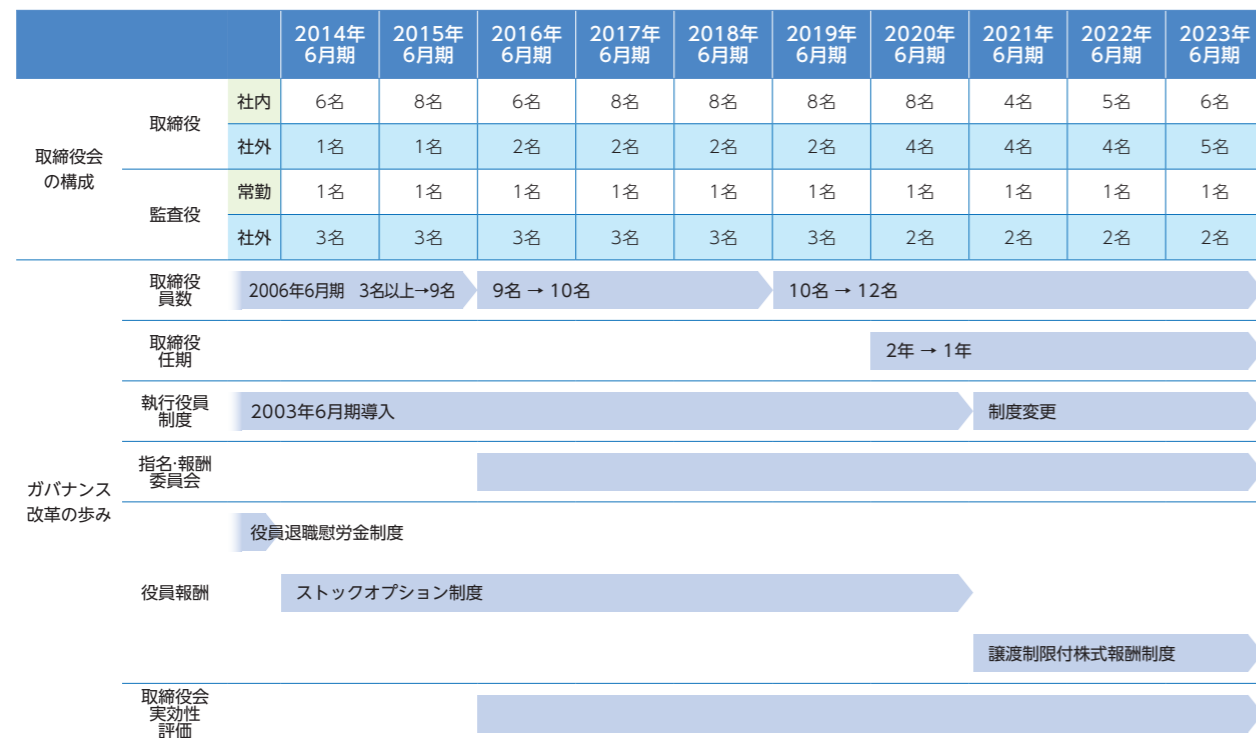 2014年 2015年 2016年 2017年 2018年 2019年 2020年 2021年 2022年 2023年
6月期 6月期 6月期 6月期 6月期 6月期 6月期 6月期 6月期 6月期
取締役会
の構成
取締役
社内 6名 8名 6名 8名 8名 8名 8名 4名 5名 6名
社外 1名 1名 2名 2名 2名 2名 4名 4名 4名 5名
監査役
常勤 1名 1名 1名 1名 1名 1名 1名 1名 1名 1名
社外 3名 3名 3名 3名 3名 3名 2名 2名 2名 2名
ガバナンス
改革の歩み
取締役
員数
2006年6月期 3名以上→9名 9名 → 10名 10名 → 12名
取締役
任期
2年 → 1年
執行役員
制度
2003年6月期導入 制度変更
指名·報酬
委員会
役員報酬
役員退職慰労金制度
ストックオプション制度
譲渡制限付株式報酬制度
取締役会
実効性
評価